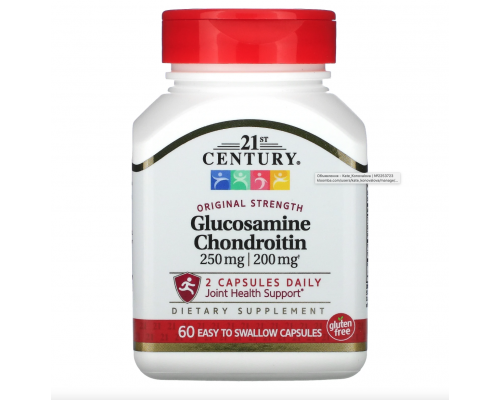 21ST
CENTURY®
ORIGINAL STRENGTH
Glucosamine
Chondroitin
250 mg | 200 mg†
2 CAPSULES DAILY
Joint Health Support*
DIETARY SUPPLEMENT
60 EASY TO SWALLOW CAPSULES
gluten
free